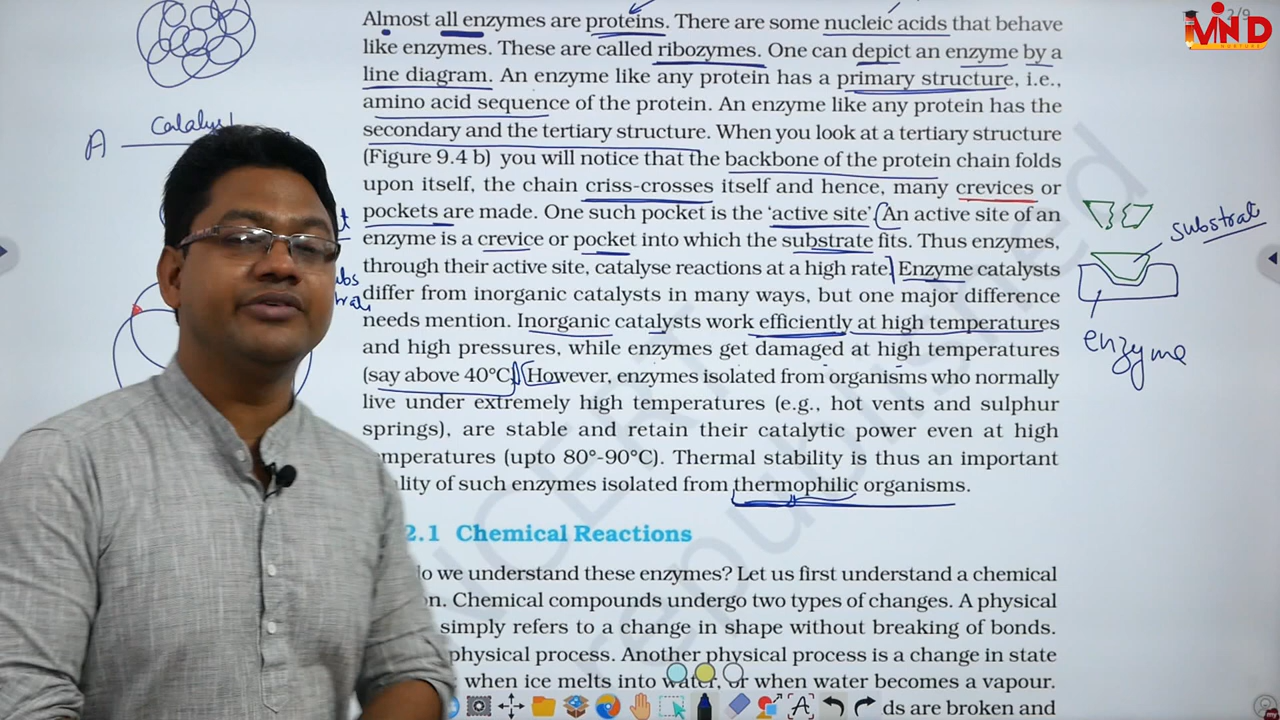 Almost all enzymes are proteins. There are some nucleic acids that behave
like enzymes. These are called ribozymes. One can depict an enzyme by a
line diagram. An enzyme like any protein has a primary structure, i.e.,
amino acid sequence of the protein. An enzyme like any protein has the
secondary and the tertiary structure. When you look at a tertiary structure
(Figure 9.4 b) you will notice that the backbone of the protein chain folds
upon itself, the chain criss-crosses itself and hence, many crevices or
pockets are made. One such pocket is the 'active site'. An active site of an
enzyme is a crevice or pocket into which the substrate fits. Thus enzymes,
through their active site, catalyse reactions at a high rate. Enzyme catalysts
differ from inorganic catalysts in many ways, but one major difference
needs mention. Inorganic catalysts work efficiently at high temperatures
and high pressures, while enzymes get damaged at high temperatures
(say above 40°C). However, enzymes isolated from organisms who normally
live under extremely high temperatures (e.g., hot vents and sulphur
springs), are stable and retain their catalytic power even at high
mperatures (upto 80°-90°C). Thermal stability is thus an important
lity of such enzymes isolated from thermophilic organisms.
2.1 Chemical Reactions
o we understand these enzymes? Let us first understand a chemical
on. Chemical compounds undergo two types of changes. A physical
simply refers to a change in shape without breaking of bonds.
physical process. Another physical process is a change in state
when ice melts into water, or when water becomes a vapour.
ds are broken and
A Catalyst
substrat
enzyme
MIND
NURTURE
2/9
republished